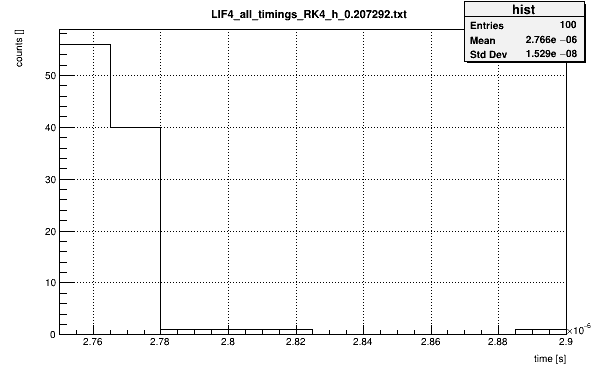 LIF4_all_timings_RK4_h_0.207292.txt
hist
Entries 100
Mean 2.766e −06
Std Dev 1.529e −08
counts []
50
40
30
20
10
0
2.76 2.78 2.8 2.82 2.84 2.86 2.88 2.9
×10⁻⁶
time [s]